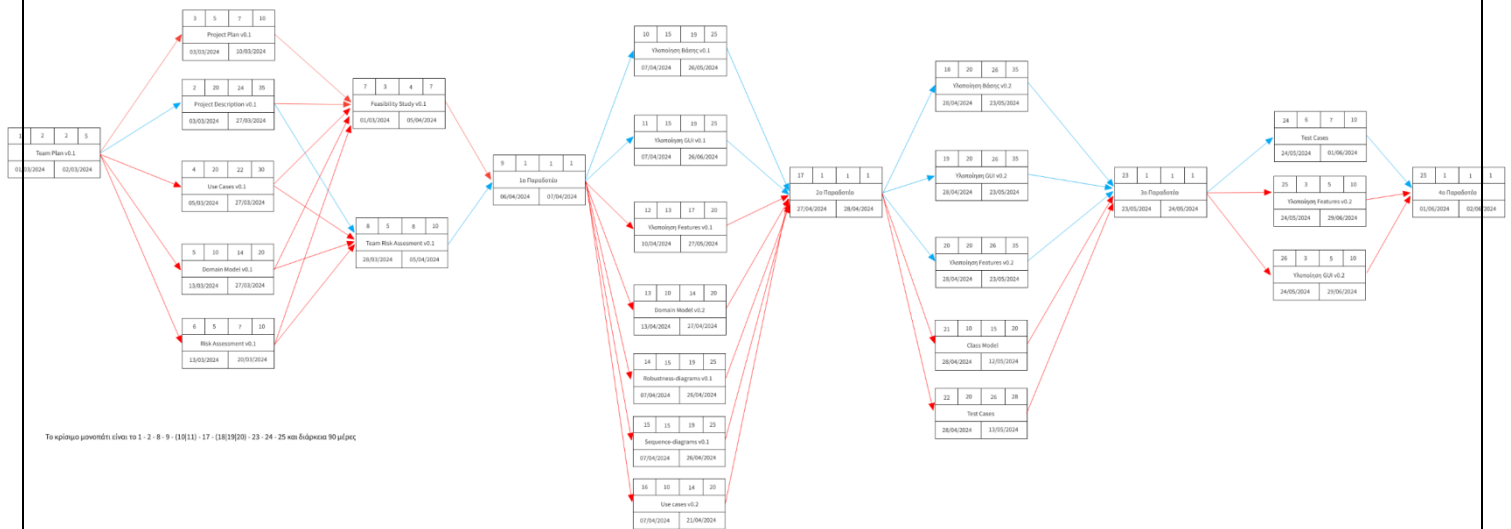 1 2 2 5
Team Plan v0.1
01/03/2024 02/03/2024
3 5 7 10
Project Plan v0.1
03/03/2024 10/03/2024
2 20 24 35
Project Description v0.1
03/03/2024 27/03/2024
4 20 22 30
Use Cases v0.1
05/03/2024 27/03/2024
5 10 14 20
Domain Model v0.1
13/03/2024 27/03/2024
6 5 7 10
Risk Assessment v0.1
13/03/2024 20/03/2024
7 3 4 7
Feasibility Study v0.1
01/03/2024 05/04/2024
8 5 8 10
Team Risk Assessment v0.1
28/03/2024 05/04/2024
9 1 1 1
1ο Παραδοτέο
06/04/2024 07/04/2024
10 15 19 25
Υλοποίηση Βάσης v0.1
07/04/2024 26/05/2024
11 15 19 25
Υλοποίηση GUI v0.1
07/04/2024 26/06/2024
12 13 17 20
Υλοποίηση Features v0.1
10/04/2024 27/05/2024
13 10 14 20
Domain Model v0.2
13/04/2024 27/04/2024
14 15 19 25
Robustness-diagrams v0.1
07/04/2024 26/04/2024
15 15 19 25
Sequence-diagrams v0.1
07/04/2024 26/04/2024
16 10 14 20
Use cases v0.2
07/04/2024 21/04/2024
17 1 1 1
2ο Παραδοτέο
27/04/2024 28/04/2024
18 20 28 35
Υλοποίηση Βάσης v0.2
28/04/2024 23/05/2024
19 20 28 35
Υλοποίηση GUI v0.2
28/04/2024 23/05/2024
20 20 26 35
Υλοποίηση Features v0.2
28/04/2024 23/05/2024
21 10 15 20
Class Model
28/04/2024 12/05/2024
22 20 26 28
Test Cases
28/04/2024 13/05/2024
23 1 1 1
3ο Παραδοτέο
23/05/2024 24/05/2024
24 6 7 10
Test Cases
24/05/2024 01/06/2024
25 3 5 10
Υλοποίηση Features v0.2
24/05/2024 29/06/2024
26 3 5 10
Υλοποίηση GUI v0.2
24/05/2024 29/06/2024
25 1 1 1
4ο Παραδοτέο
01/06/2024 02/06/2024
Το κρίσιμο μονοπάτι είναι το 1 - 2 - 8 - 9 - (10|11) - 17 - (18|19|20) - 23 - 24 - 25 και διάρκεια 90 μέρες